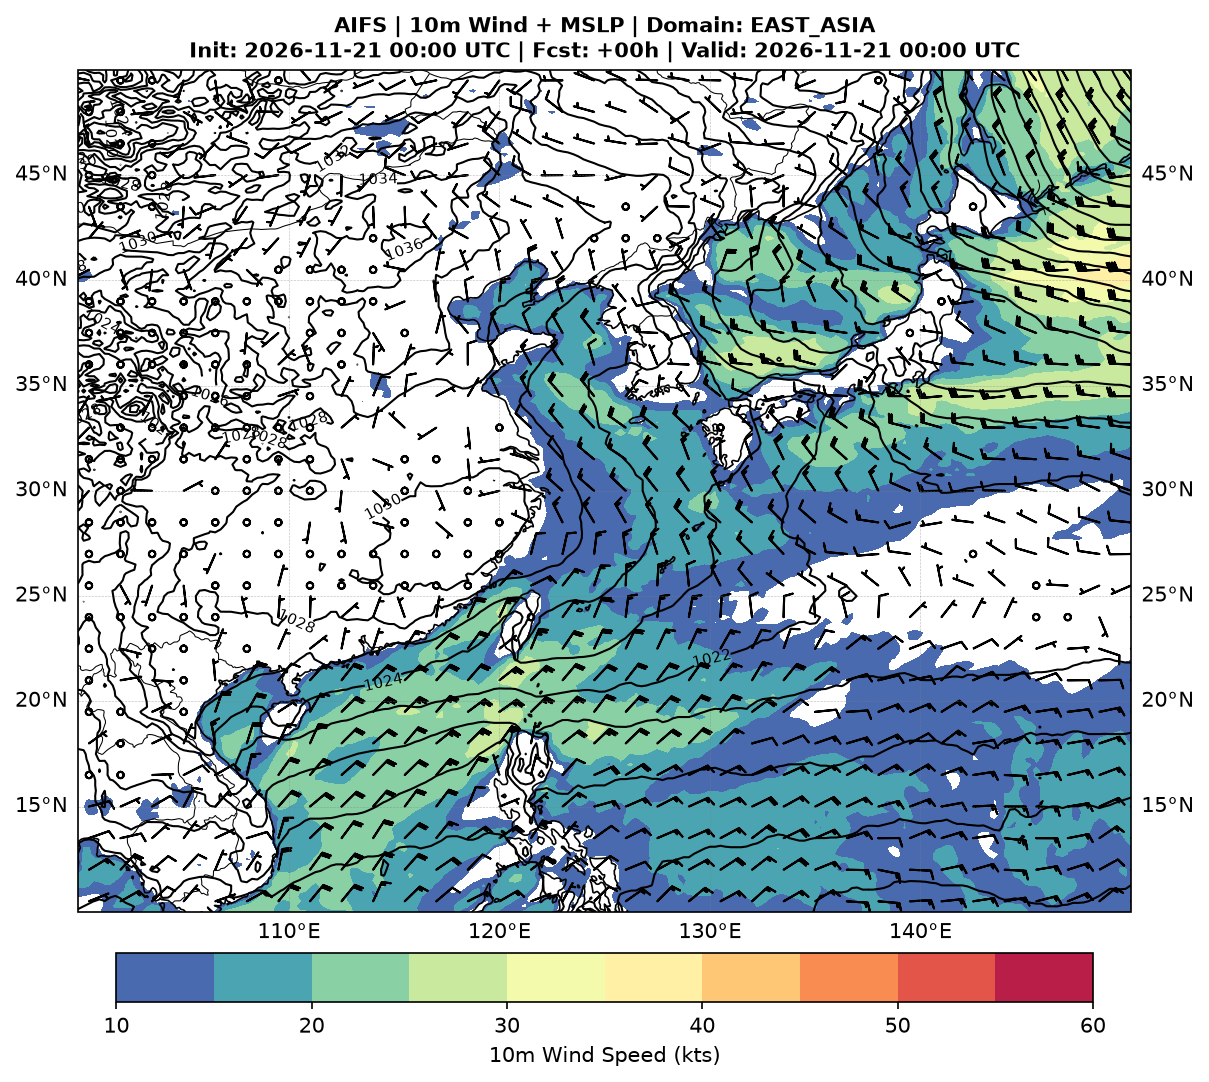 AIFS | 10m Wind + MSLP | Domain: EAST_ASIA
Init: 2026-11-21 00:00 UTC | Fcst: +00h | Valid: 2026-11-21 00:00 UTC
1032
1034
45°N
45°N
1030
1036
40°N
40°N
35°N
35°N
1028
1028
30°N
1030
30°N
25°N
25°N
1028
1022
1024
20°N
20°N
15°N
15°N
110°E
120°E
130°E
140°E
10
20
30
40
50
60
10m Wind Speed (kts)